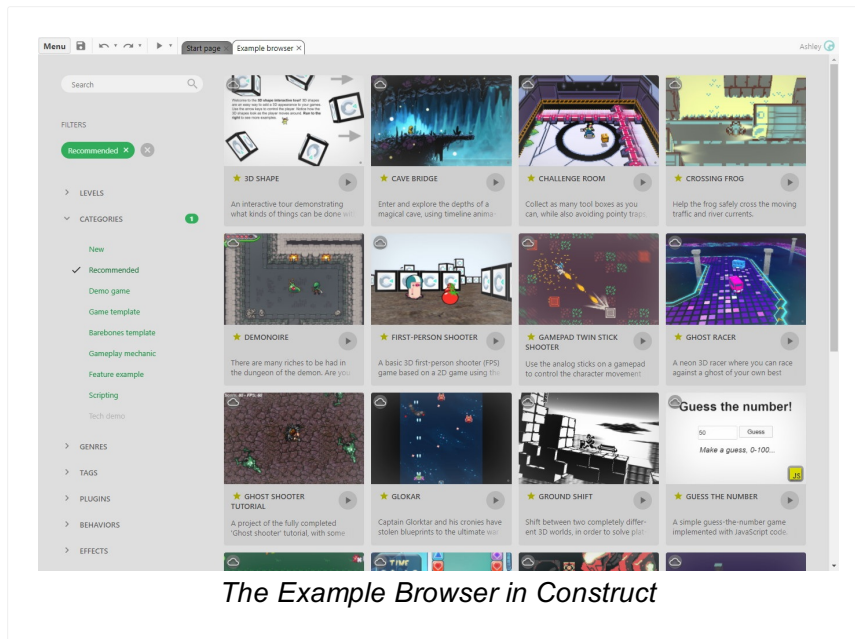 Menu
Start page
Example browser ×
Ashley
Search
FILTERS
Recommended ×
LEVELS
CATEGORIES
1
New
Recommended
Demo game
Game template
Barebones template
Gameplay mechanic
Feature example
Scripting
Tech demo
GENRES
TAGS
PLUGINS
BEHAVIORS
EFFECTS
3D SHAPE
An interactive tour demonstrating
what kinds of things can be done
CAVE BRIDGE
Enter and explore the depths of a
magical cave, using timeline anima-
CHALLENGE ROOM
Collect as many tool boxes as you
can, while also avoiding pointy traps
CROSSING FROG
Help the frog safely cross the moving
traffic and river currents.
DEMONOIRE
There are many riches to be had in
the dungeon of the demon. Are you
FIRST-PERSON SHOOTER
A basic 3D first-person shooter (FPS)
game based on a 2D game using the
GAMEPAD TWIN STICK
SHOOTER
Use the analog sticks on a gamepad
to control the character movement
GHOST RACER
A neon 3D racer where you can race
against a ghost of your own best
GHOST SHOOTER
TUTORIAL
A project of the fully completed
'Ghost shooter' tutorial, with some
GLOKAR
Captain Glorktar and his cronies have
stolen blueprints to the ultimate
GROUND SHIFT
Shift between two completely differ-
ent 3D worlds, in order to solve
Guess the number!
50
Guess
Make a guess, 0-100...
JS
GUESS THE NUMBER
A simple guess-the-number game
implemented with JavaScript code.
The Example Browser in Construct